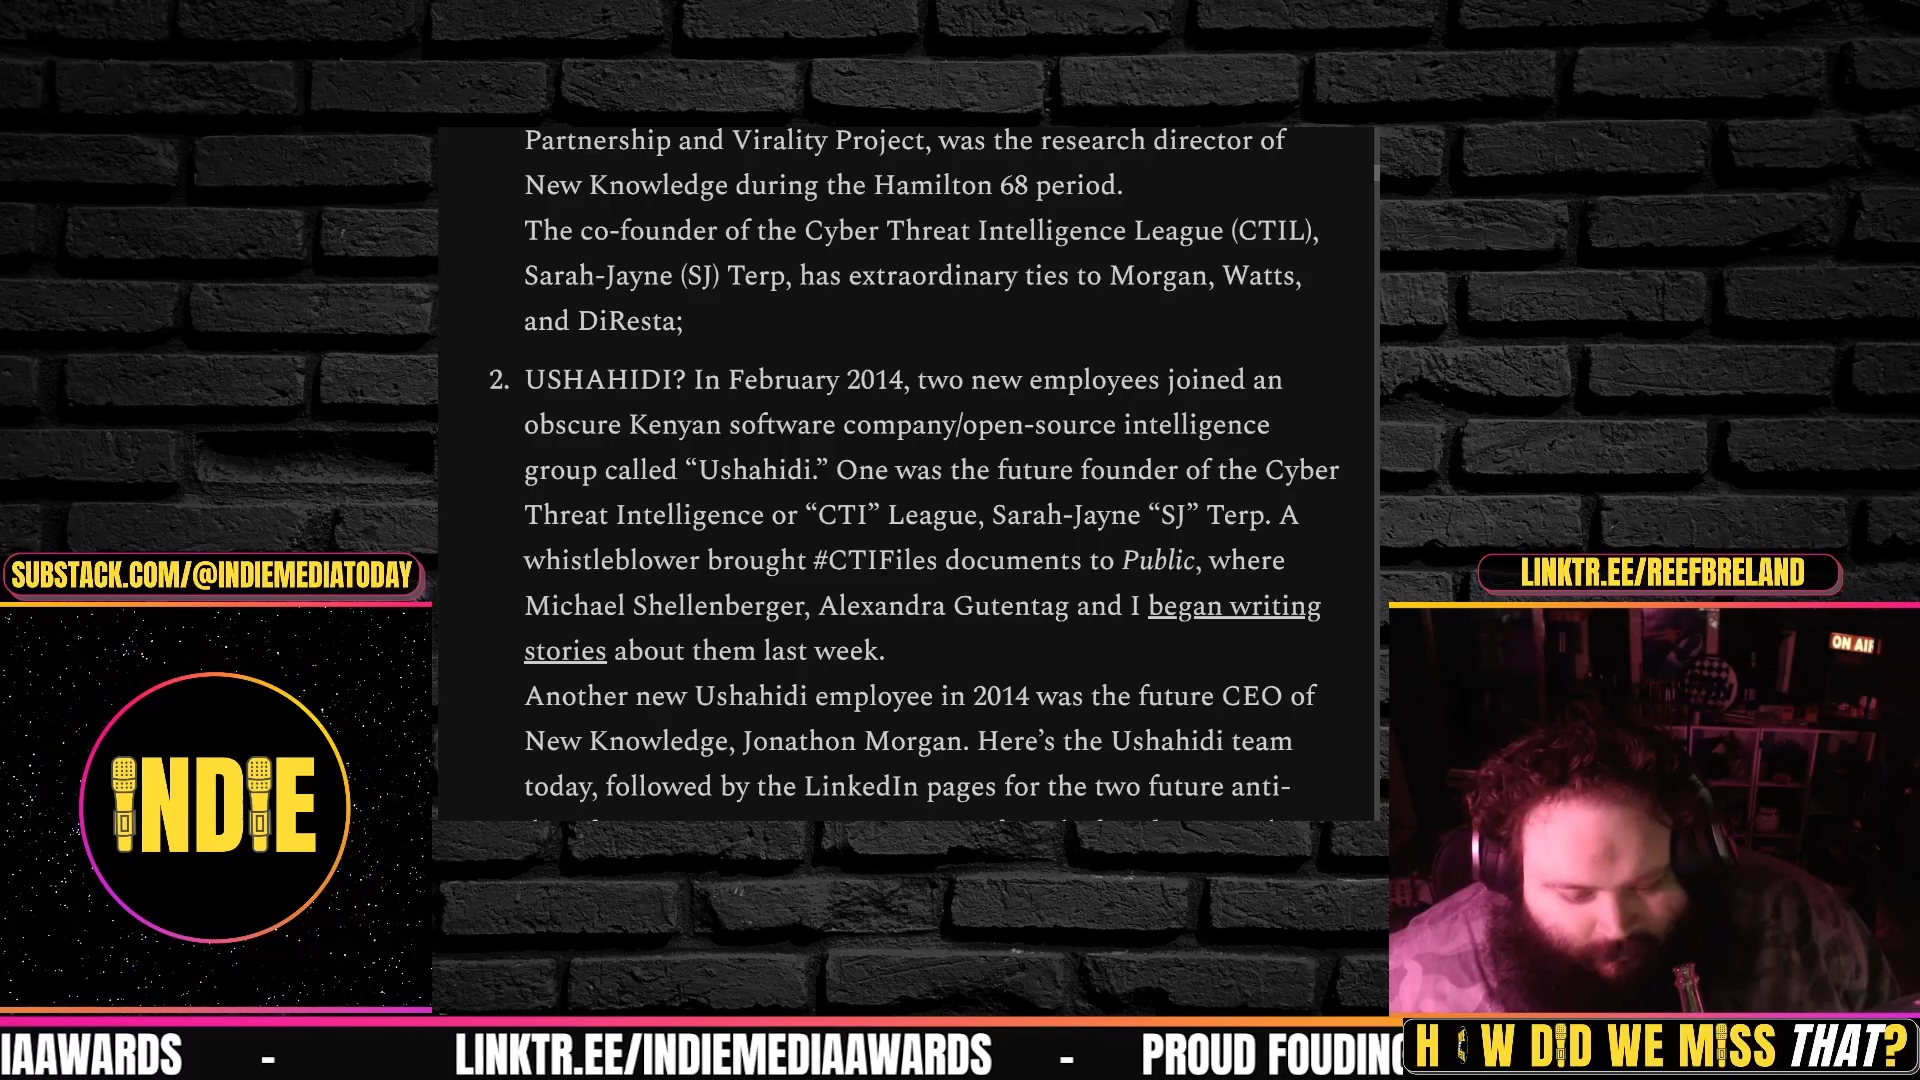 Partnership and Virality Project, was the research director of
New Knowledge during the Hamilton 68 period.
The co-founder of the Cyber Threat Intelligence League (CTIL),
Sarah-Jayne (SJ) Terp, has extraordinary ties to Morgan, Watts,
and DiResta;
2. USHAHIDI? In February 2014, two new employees joined an
obscure Kenyan software company/open-source intelligence
group called “Ushahidi.” One was the future founder of the Cyber
Threat Intelligence or “CTI” League, Sarah-Jayne “SJ” Terp. A
whistleblower brought #CTIFiles documents to Public, where
Michael Shellenberger, Alexandra Gutentag and I began writing
stories about them last week.
Another new Ushahidi employee in 2014 was the future CEO of
New Knowledge, Jonathon Morgan. Here’s the Ushahidi team
today, followed by the LinkedIn pages for the two future anti-
SUBSTACK.COM/@INDIEMEDIATODAY
INDIE
LINKTR.EE/REEFBRELAND
ON AIR
IAAWARDS - LINKTR.EE/INDIEMEDIAAWARDS - PROUD FOUDING
HOW DID WE MISS THAT?